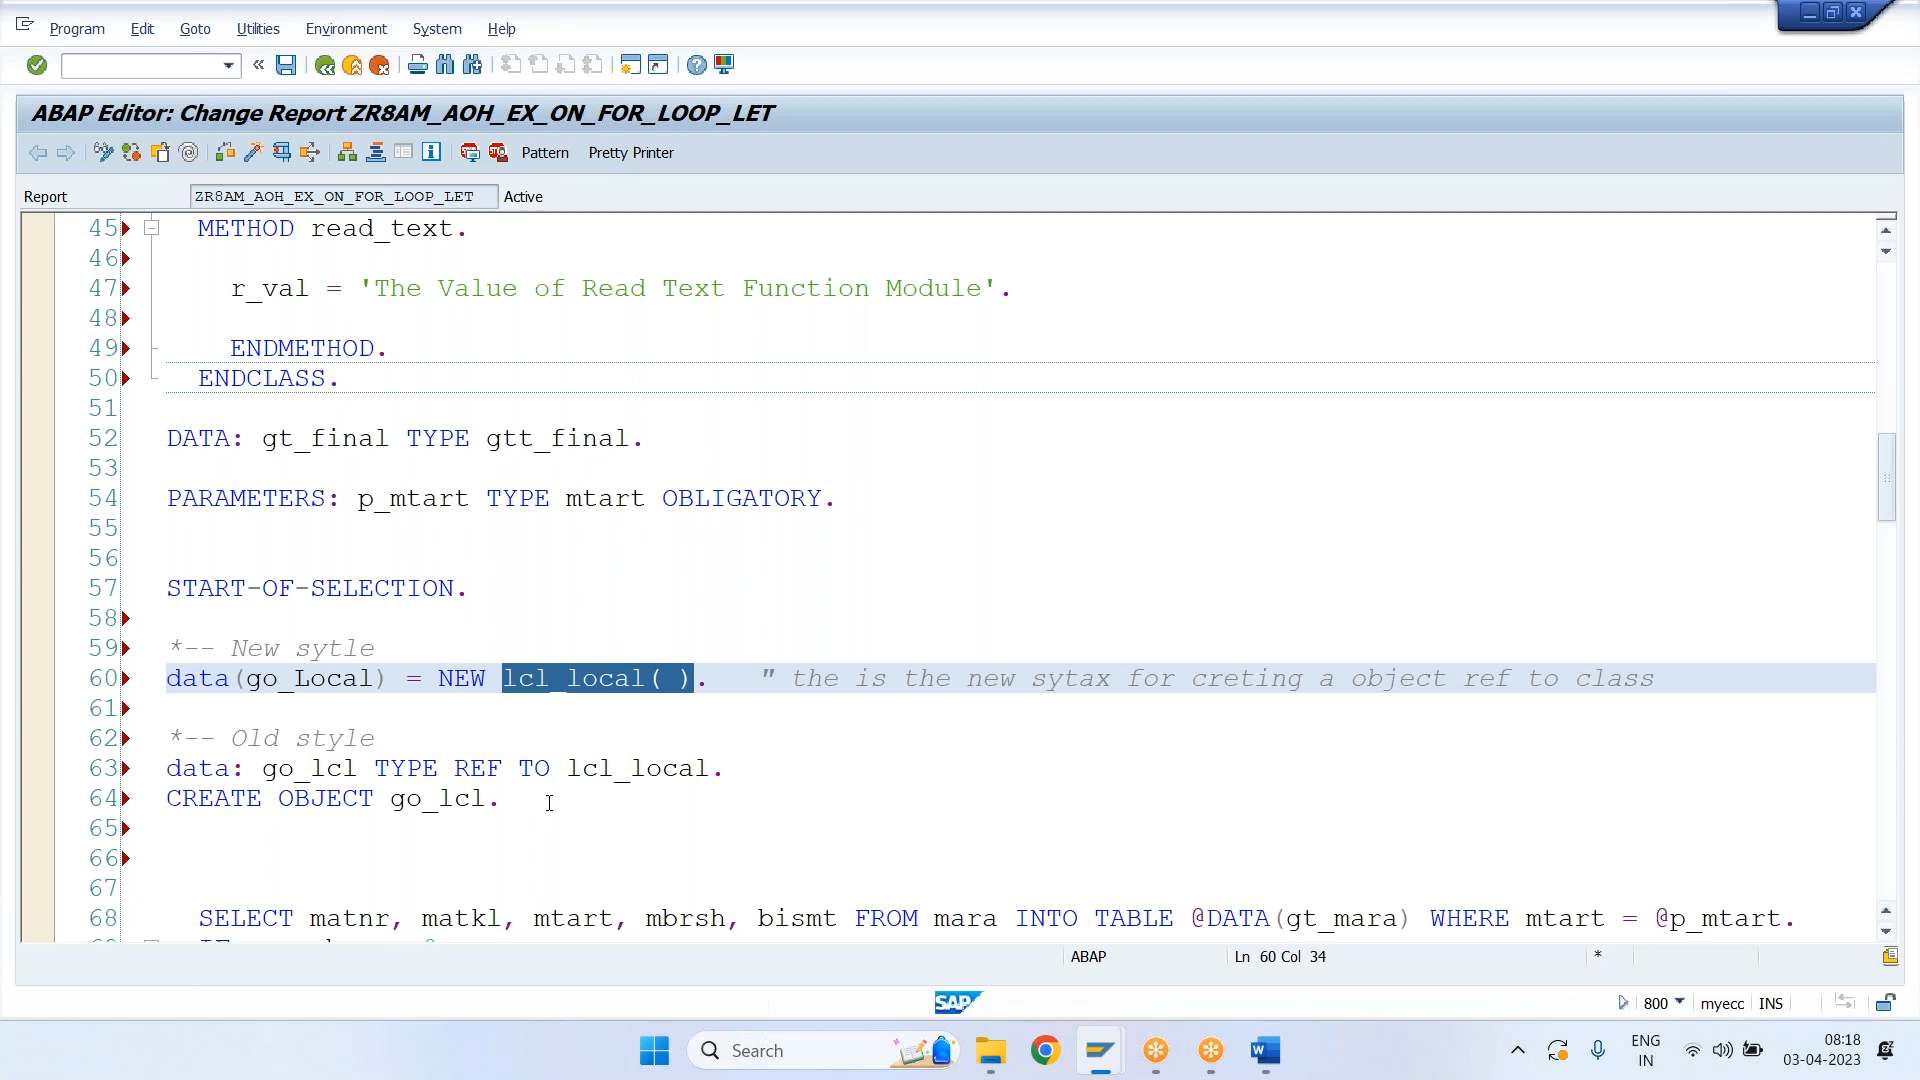 Program Edit Goto Utilities Environment System Help
ABAP Editor: Change Report ZR8AM_AOH_EX_ON_FOR_LOOP_LET
Pattern Pretty Printer
Report ZR8AM_AOH_EX_ON_FOR_LOOP_LET Active
45 METHOD read_text.
46
47 r_val = 'The Value of Read Text Function Module'.
48
49 ENDMETHOD.
50 ENDCLASS.
51
52 DATA: gt_final TYPE gtt_final.
53
54 PARAMETERS: p_mtart TYPE mtart OBLIGATORY.
55
56
57 START-OF-SELECTION.
58
59 *-- New sytle
60 data(go_Local) = NEW lcl_local( ). " the is the new sytax for creting a object ref to class
61
62 *-- Old style
63 data: go_lcl TYPE REF TO lcl_local.
64 CREATE OBJECT go_lcl.
65
66
67
68 SELECT matnr, matkl, mtart, mbrsh, bismt FROM mara INTO TABLE @DATA(gt_mara) WHERE mtart = @p_mtart.
ABAP Ln 60 Col 34 *
SAP 800 myecc INS
Search ENG IN 08:18 03-04-2023